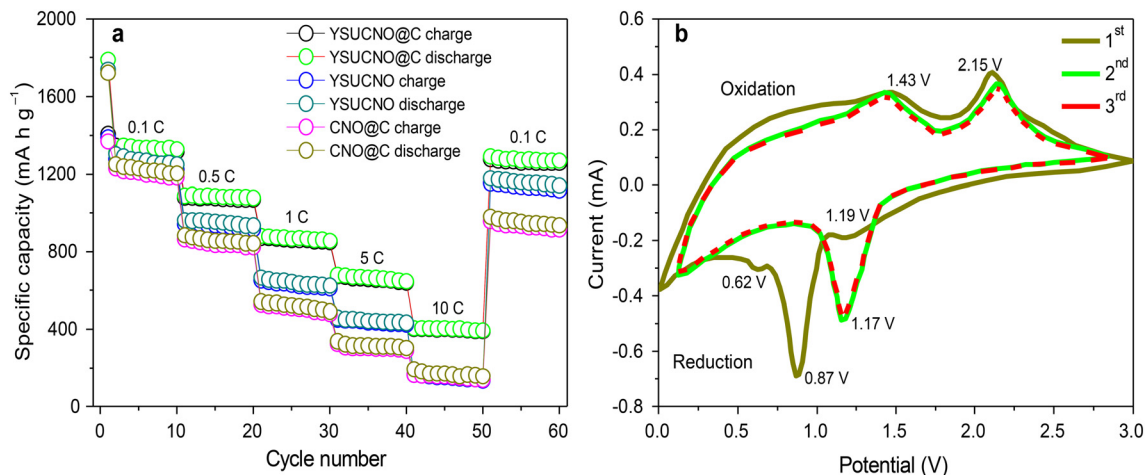 a
YSUCNO@C charge
YSUCNO@C discharge
YSUCNO charge
YSUCNO discharge
CNO@C charge
CNO@C discharge
0.1 C
0.5 C
1 C
5 C
10 C
0.1 C
2000
1600
1200
800
400
0
0 10 20 30 40 50 60
Cycle number
Specific capacity (mA h g⁻¹)
b
1st
2nd
3rd
Oxidation
1.43 V
2.15 V
1.19 V
0.62 V
1.17 V
0.87 V
Reduction
0.6
0.4
0.2
0.0
-0.2
-0.4
-0.6
-0.8
0.0 0.5 1.0 1.5 2.0 2.5 3.0
Potential (V)
Current (mA)